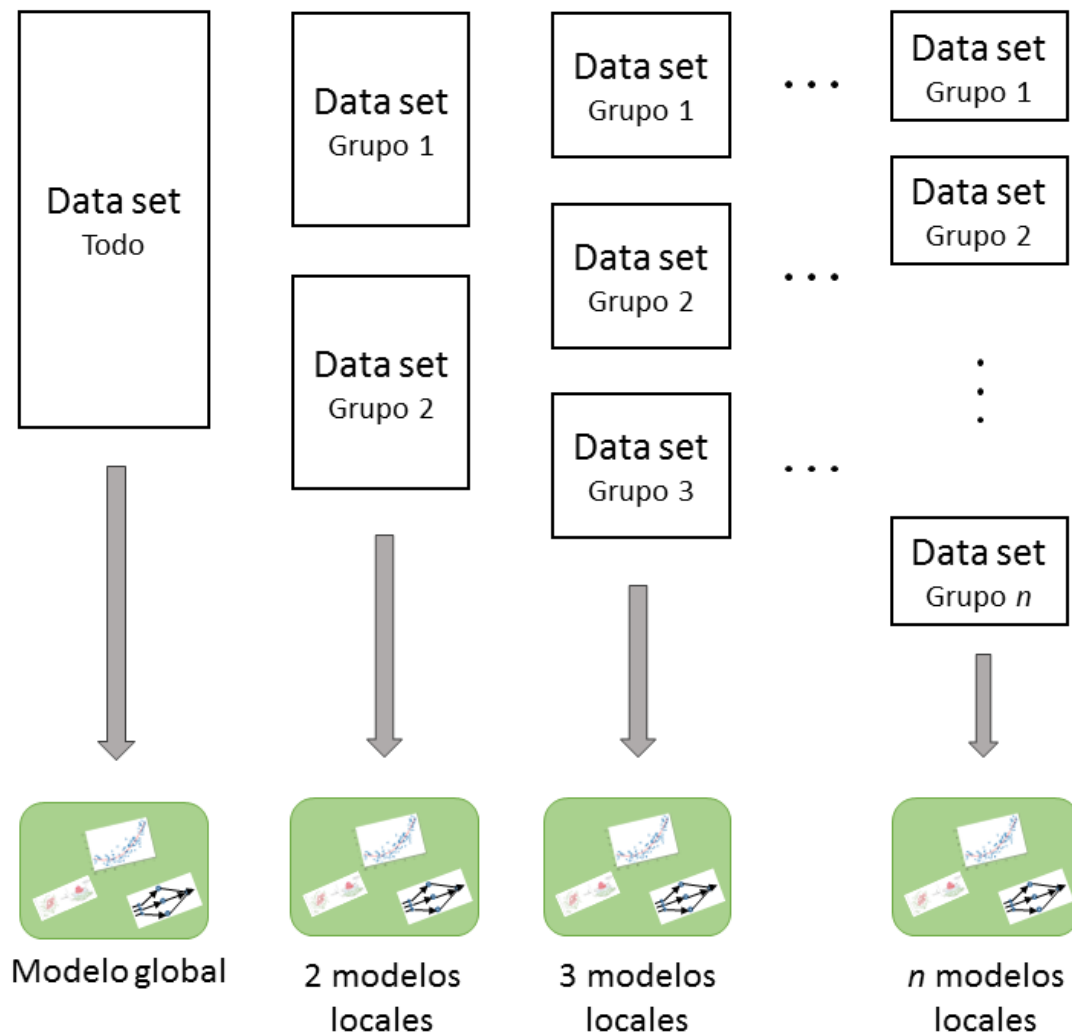 Data set
Todo
Data set
Grupo 1
Data set
Grupo 2
Data set
Grupo 1
Data set
Grupo 2
Data set
Grupo 3
. . .
. . .
. . .
Data set
Grupo 1
Data set
Grupo 2
Data set
Grupo n
Modelo global
2 modelos
locales
3 modelos
locales
n modelos
locales